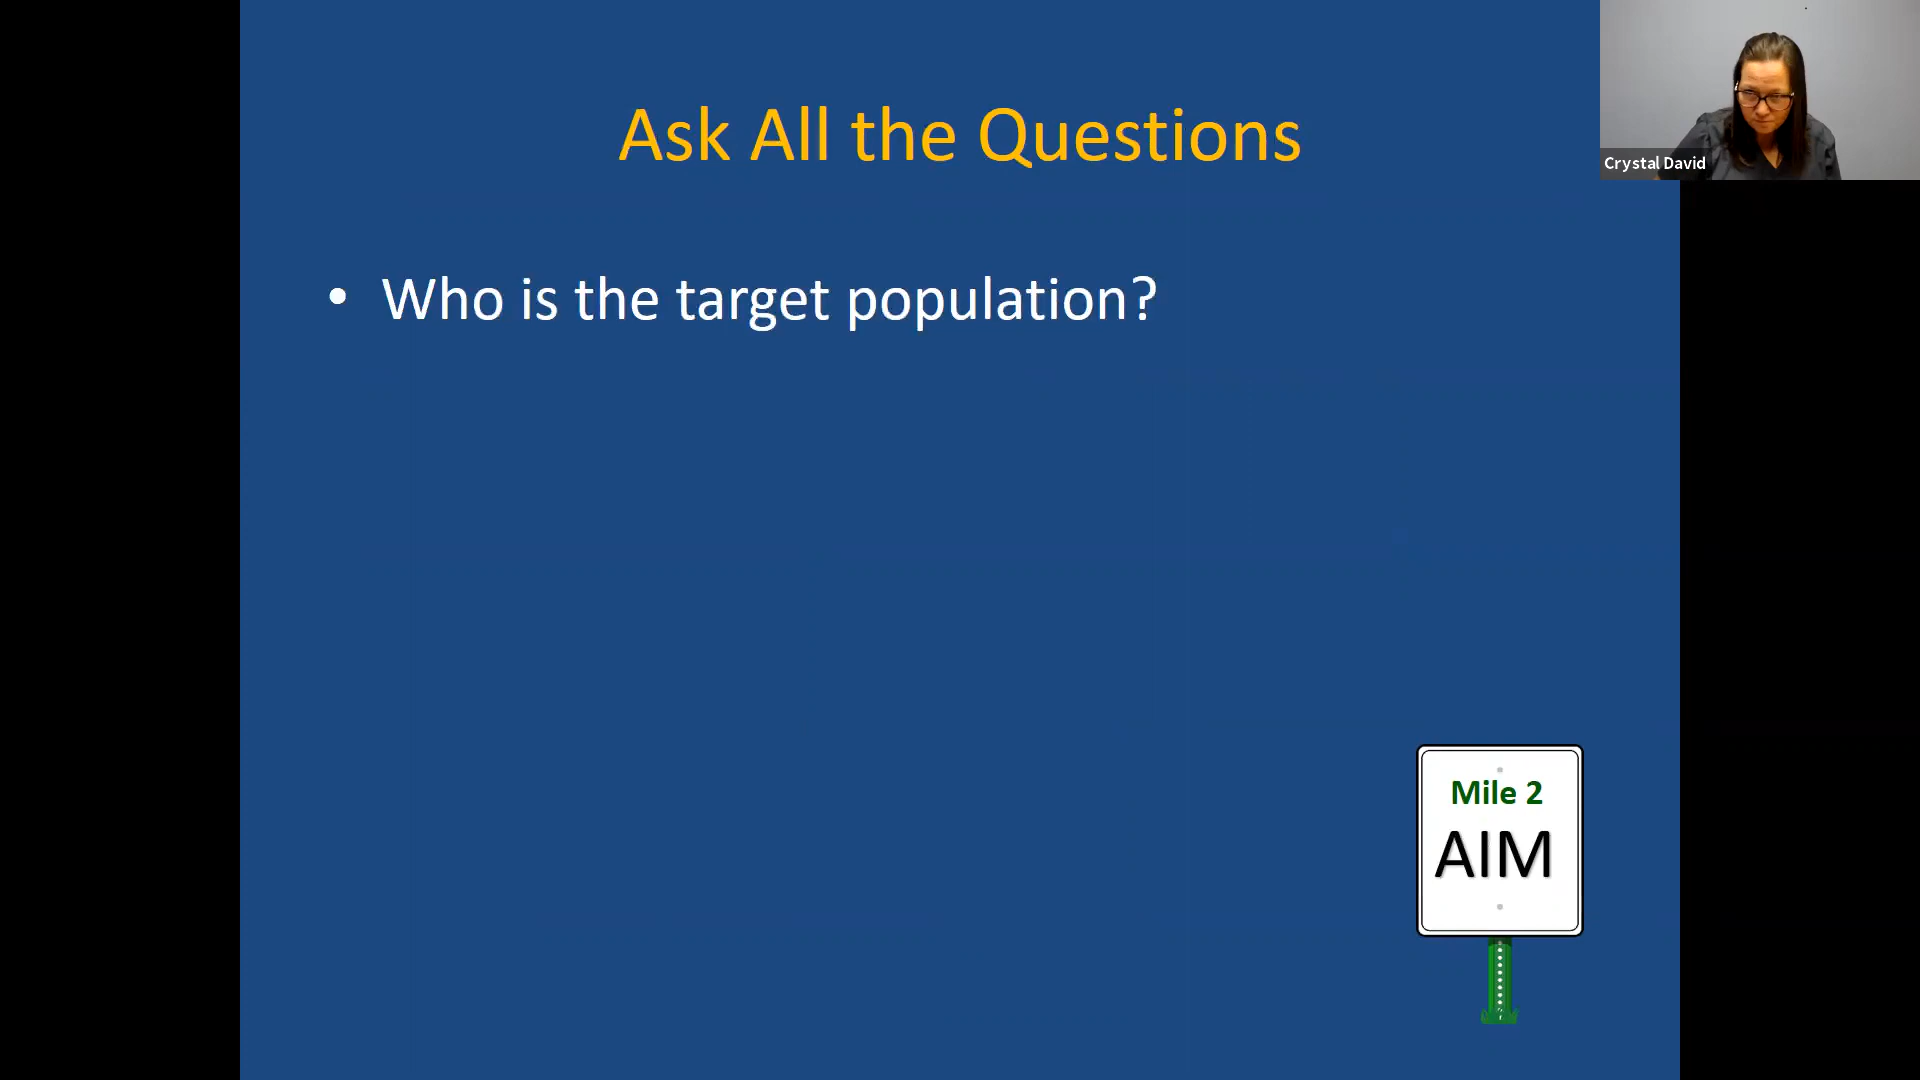 Ask All the Questions
Crystal David
• Who is the target population?
Mile 2
AIM